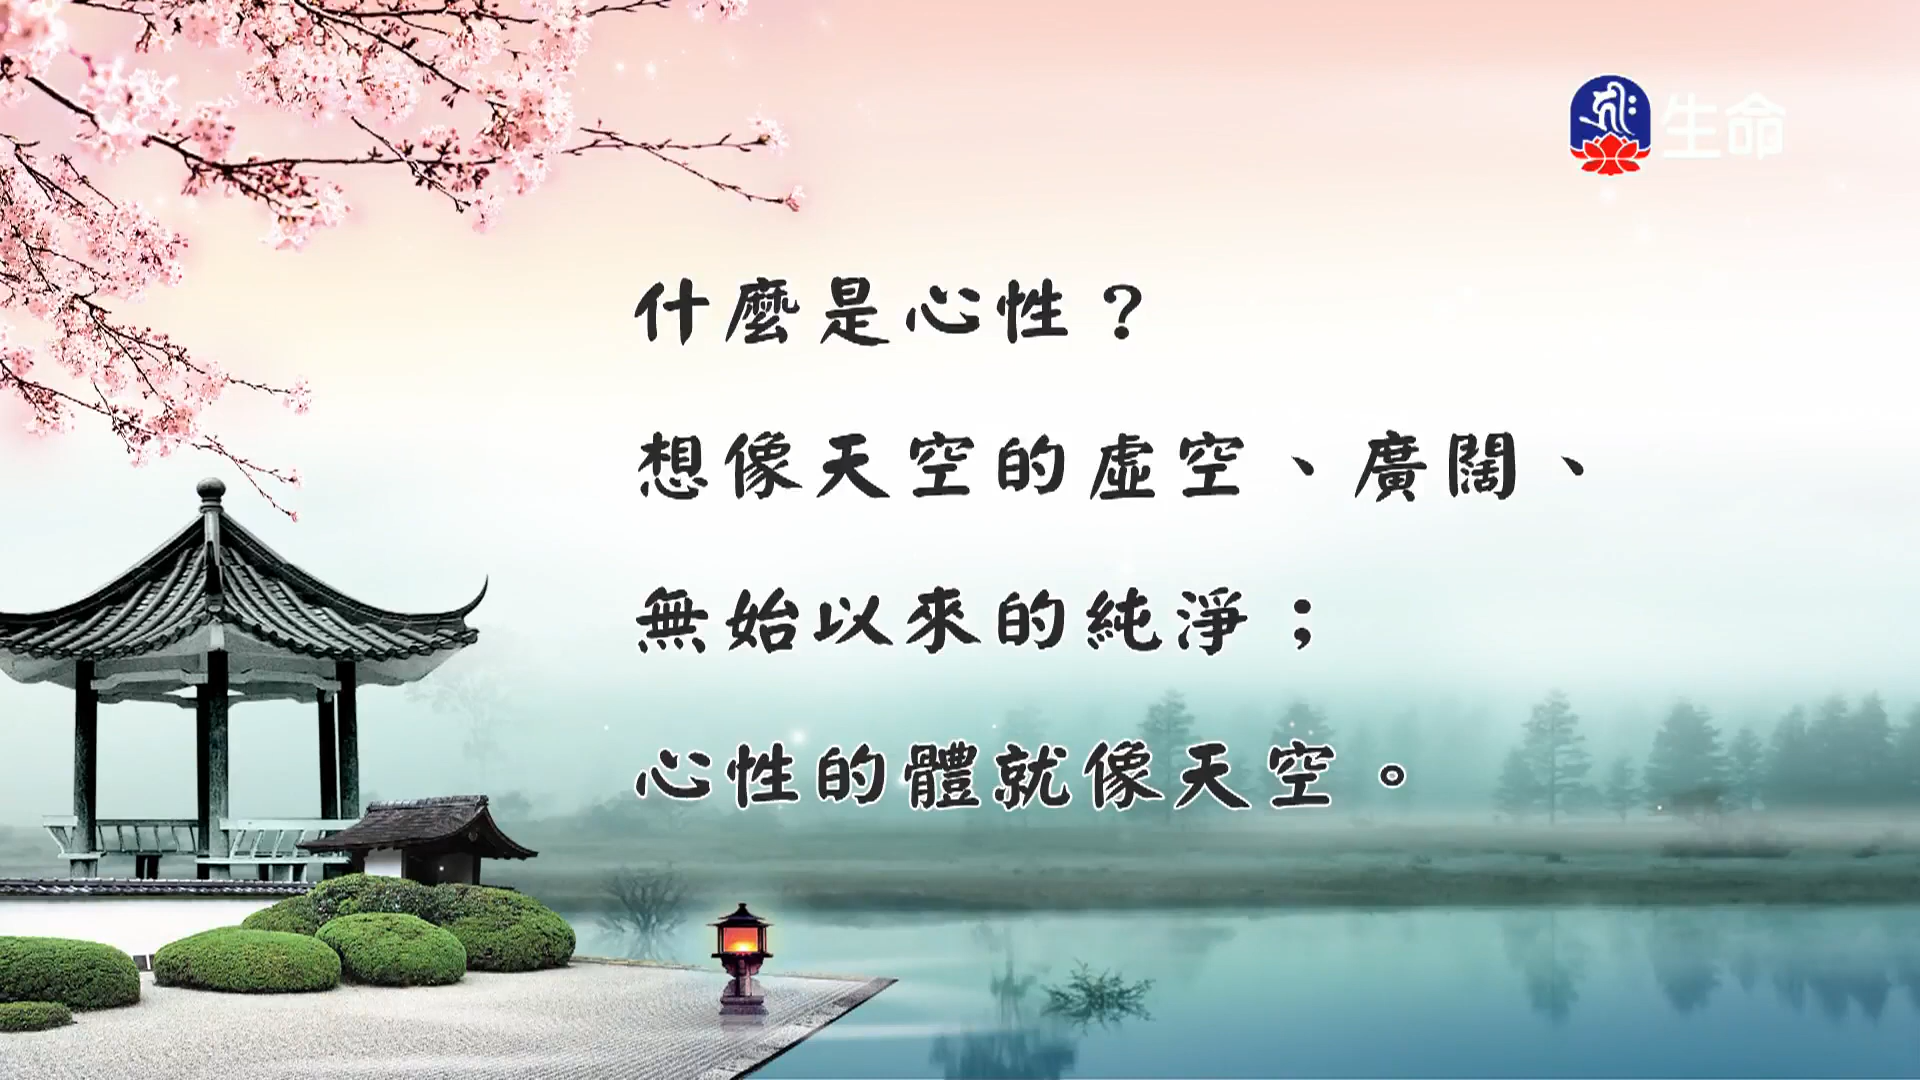 生命
什麼是心性？
想像天空的虛空、廣闊、
無始以來的純淨；
心性的體就像天空。